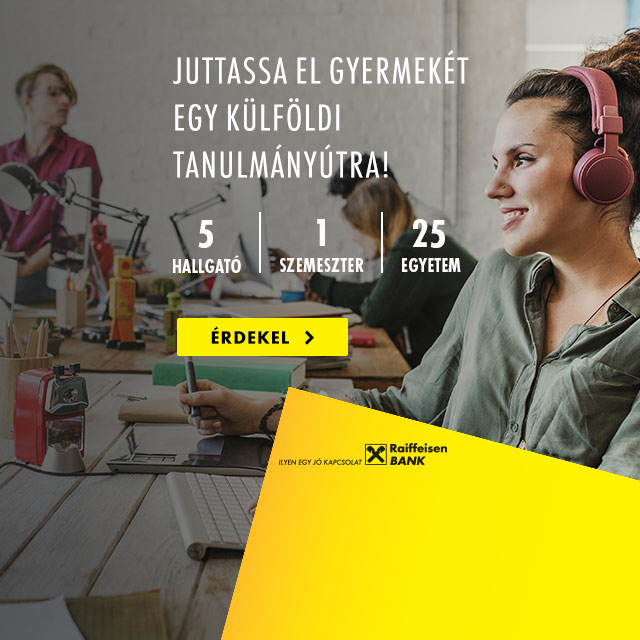 JUTTASSA EL GYERMEKÉT
EGY KÜLFÖLDI
TANULMÁNYÚTRA!
5
HALLGATÓ
1
SZEMESZTER
25
EGYETEM
ÉRDEKEL
ILYEN EGY JÓ KAPCSOLAT
Raiffeisen
BANK